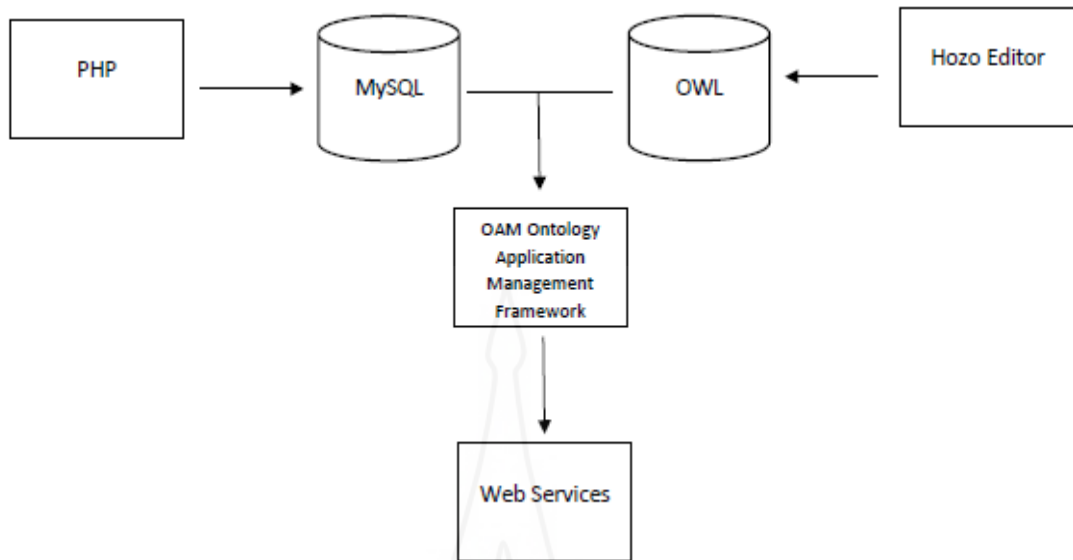 PHP
MySQL
OWL
Hozo Editor
OAM Ontology
Application
Management
Framework
Web Services